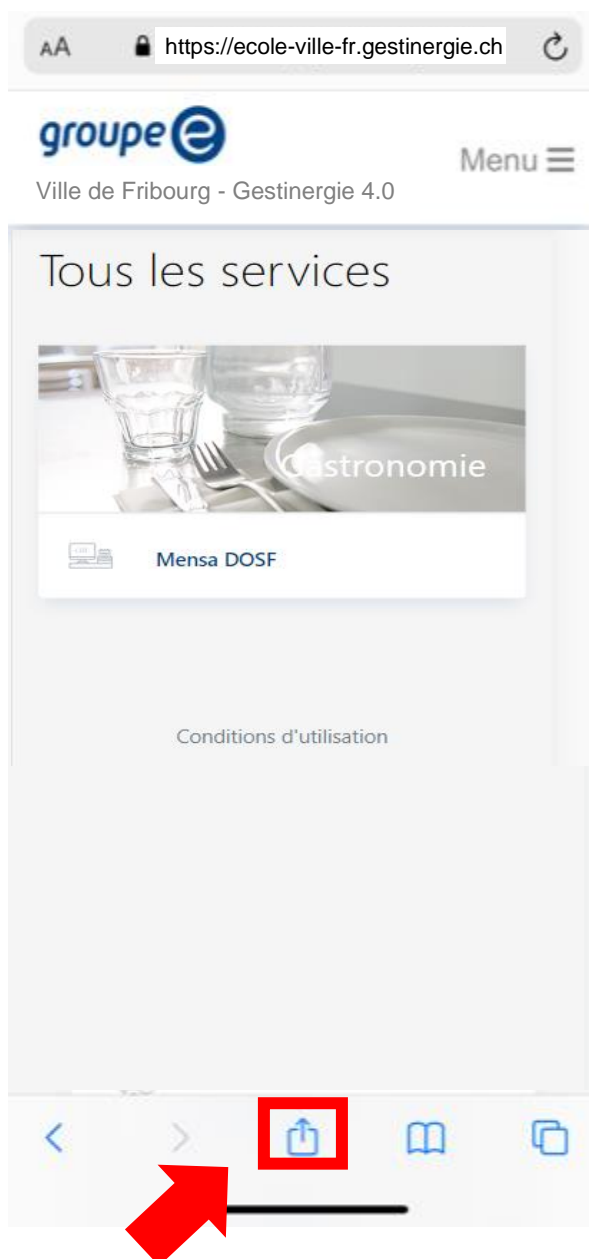 AA https://ecole-ville-fr.gestinergie.ch
groupe e
Menu
Ville de Fribourg - Gestinergie 4.0
Tous les services
Gastronomie
Mensa DOSF
Conditions d'utilisation